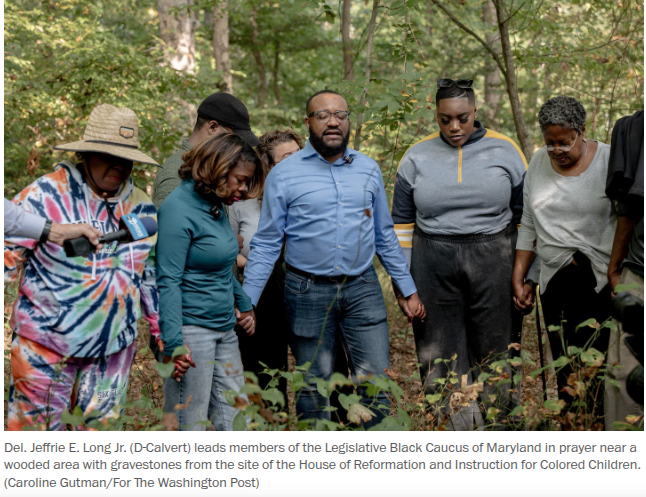 Del. Jeffrie E. Long Jr. (D-Calvert) leads members of the Legislative Black Caucus of Maryland in prayer near a
wooded area with gravestones from the site of the House of Reformation and Instruction for Colored Children.
(Caroline Gutman/For The Washington Post)